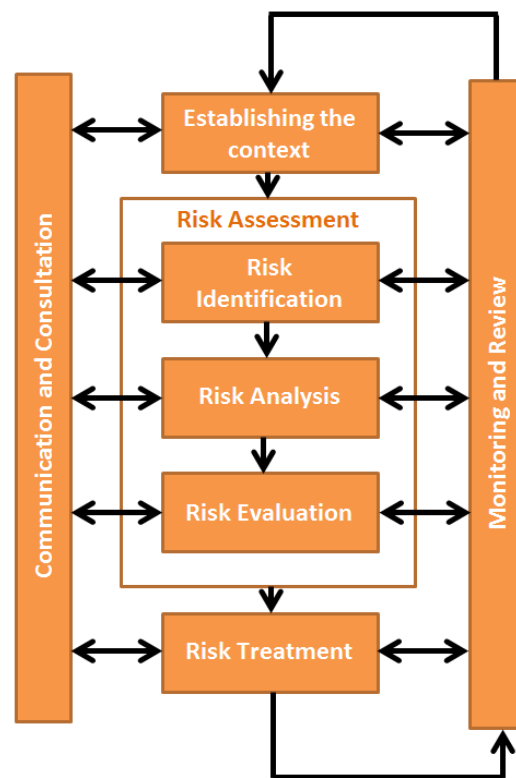 Establishing the
context
Risk Assessment
Risk
Identification
Risk Analysis
Risk Evaluation
Risk Treatment
Communication and Consultation
Monitoring and Review